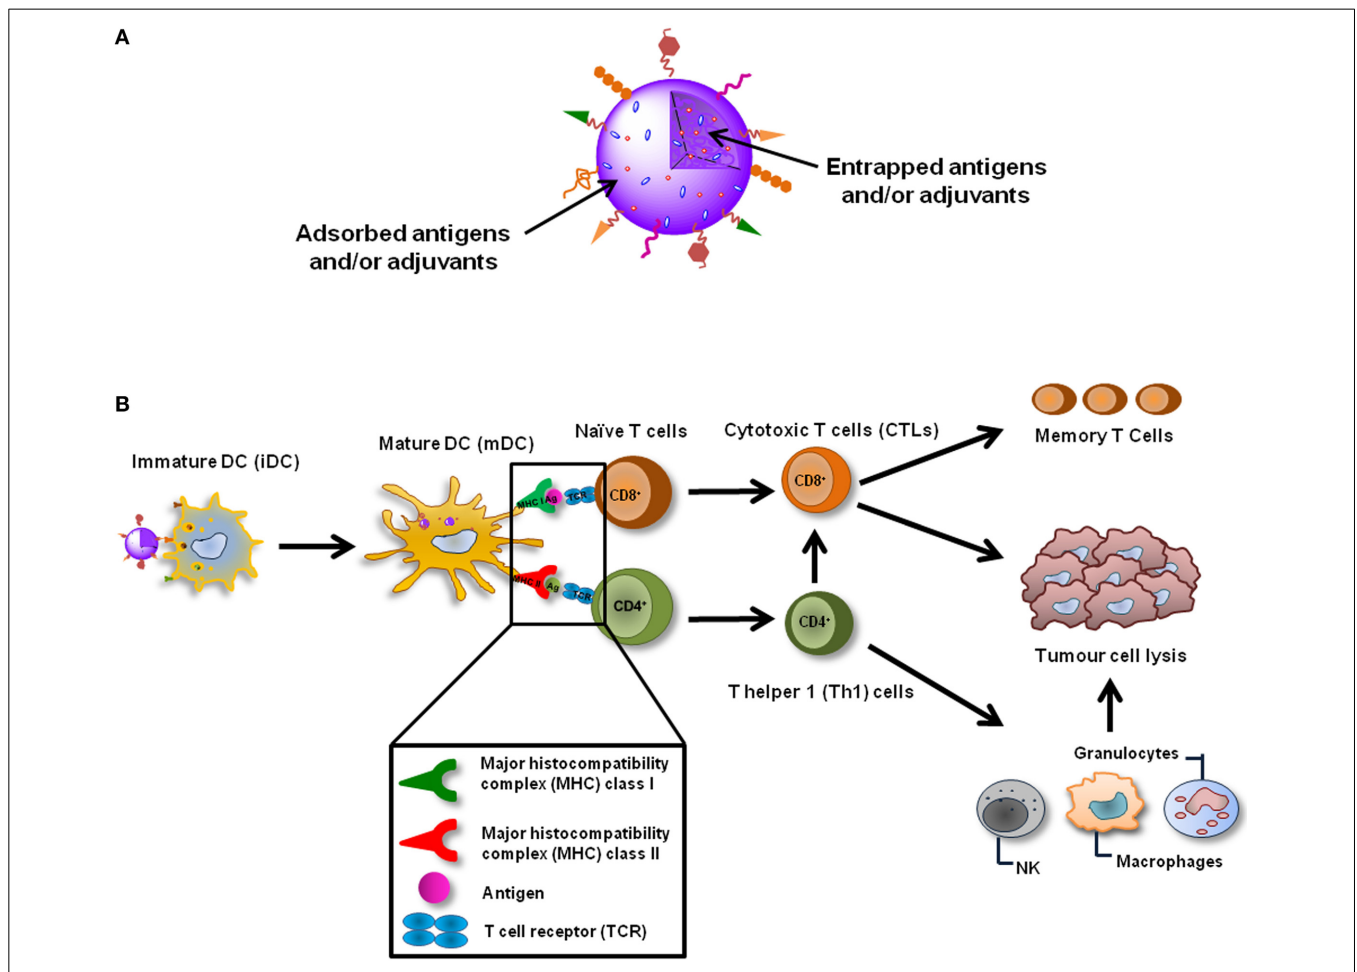 A
Entrapped antigens
and/or adjuvants
Adsorbed antigens
and/or adjuvants
B
Immature DC (iDC)
Mature DC (mDC)
Naïve T cells
Cytotoxic T cells (CTLs)
Memory T Cells
MHC I
Ag
TCR
CD8+
CD8+
MHC II
Ag
TCR
CD4+
CD4+
T helper 1 (Th1) cells
Tumour cell lysis
Granulocytes
NK
Macrophages
Major histocompatibility
complex (MHC) class I
Major histocompatibility
complex (MHC) class II
Antigen
T cell receptor (TCR)